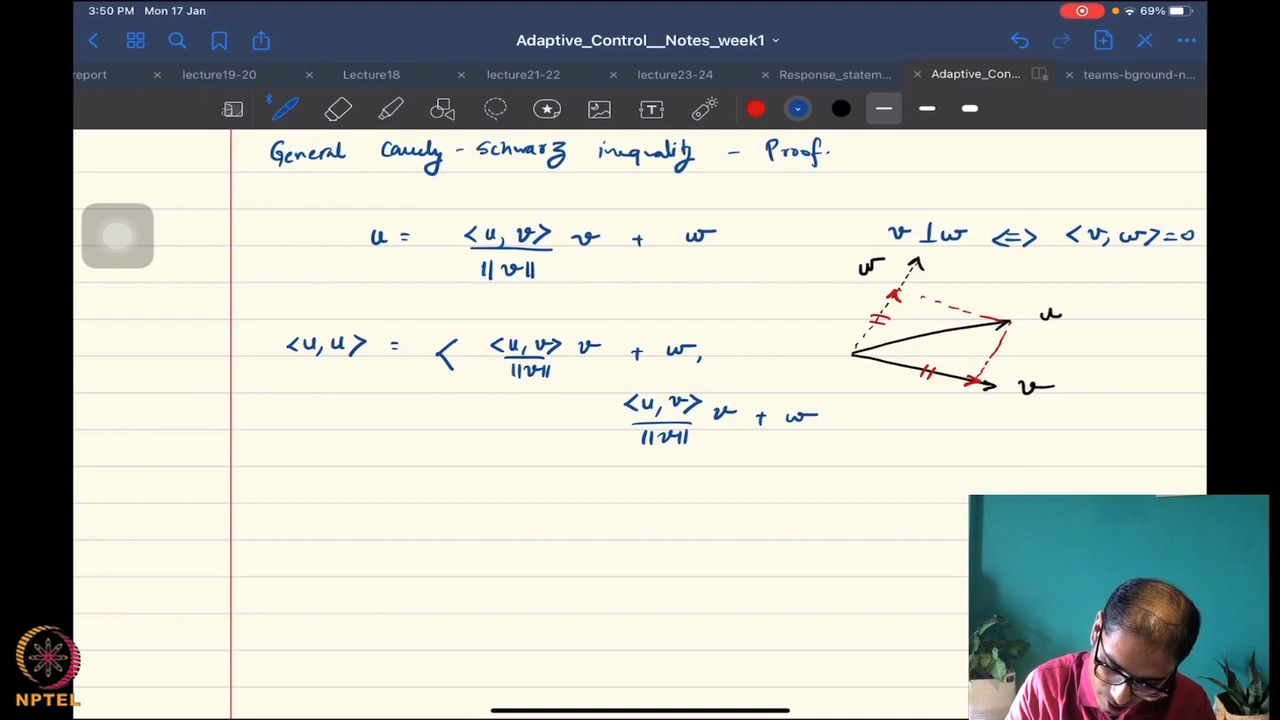 3:50 PM Mon 17 Jan
69%
Adaptive_Control__Notes_week1
report
lecture19-20
Lecture18
lecture21-22
lecture23-24
Response_statem...
Adaptive_Con...
teams-bground-n...
General Caucly - Schwarz inequality - Proof.
u = <u, v> / ||v|| v + w
v ⊥ w <=> <v, w> = 0
w
u
v
<u, u> = < <u, v> / ||v|| v + w,
<u, v> / ||v|| v + w
NPTEL